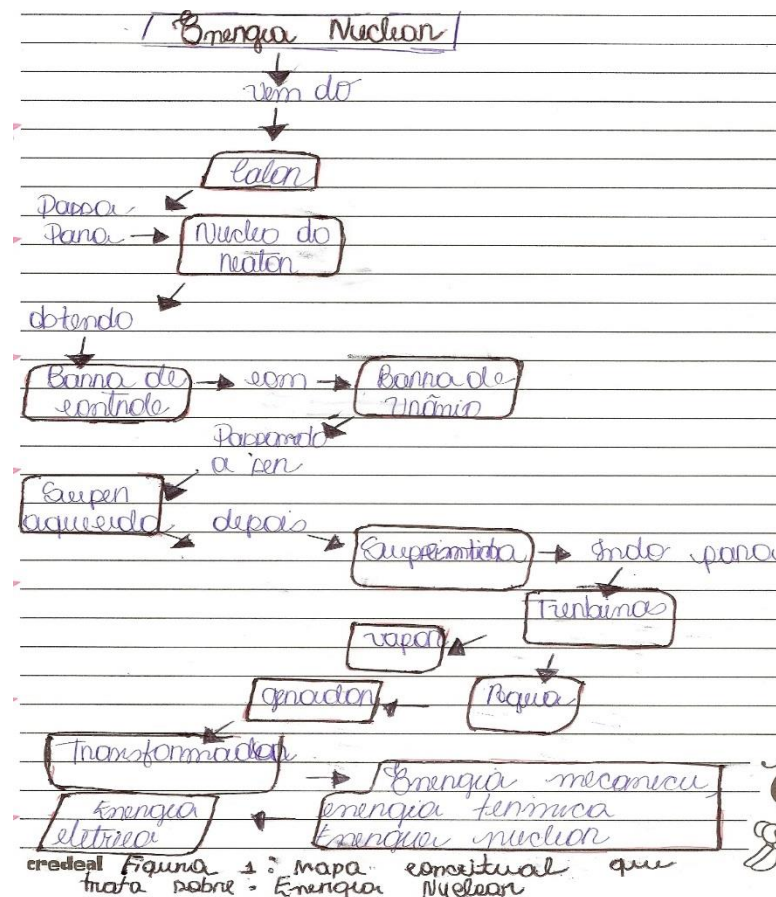 Energia Nuclear
vem do
Calor
Passa
Para
Nucleo do
reator
obtendo
Barra de
controle
com
Barra de
Urânio
Passando
a ser
Super
aquecida
depois
Indo para
Turbinas
vapor
gerador
Agua
Transformador
Energia mecanica,
energia termica
Energia nuclear
Energia
eletrica
credeal Figura 1: Mapa conceitual que
trata sobre: Energia Nuclear